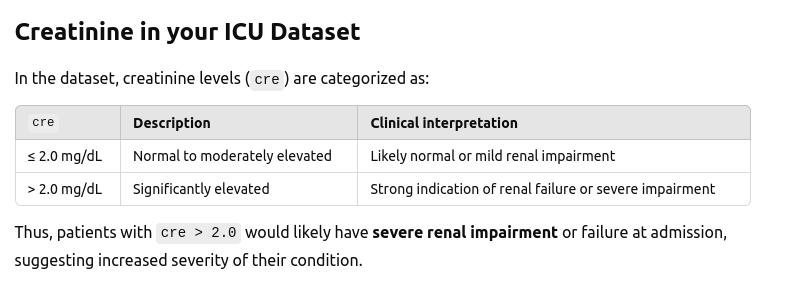 Creatinine in your ICU Dataset
In the dataset, creatinine levels ( cre ) are categorized as:
cre Description Clinical interpretation
≤ 2.0 mg/dL Normal to moderately elevated Likely normal or mild renal impairment
> 2.0 mg/dL Significantly elevated Strong indication of renal failure or severe impairment
Thus, patients with cre > 2.0 would likely have severe renal impairment or failure at admission,
suggesting increased severity of their condition.